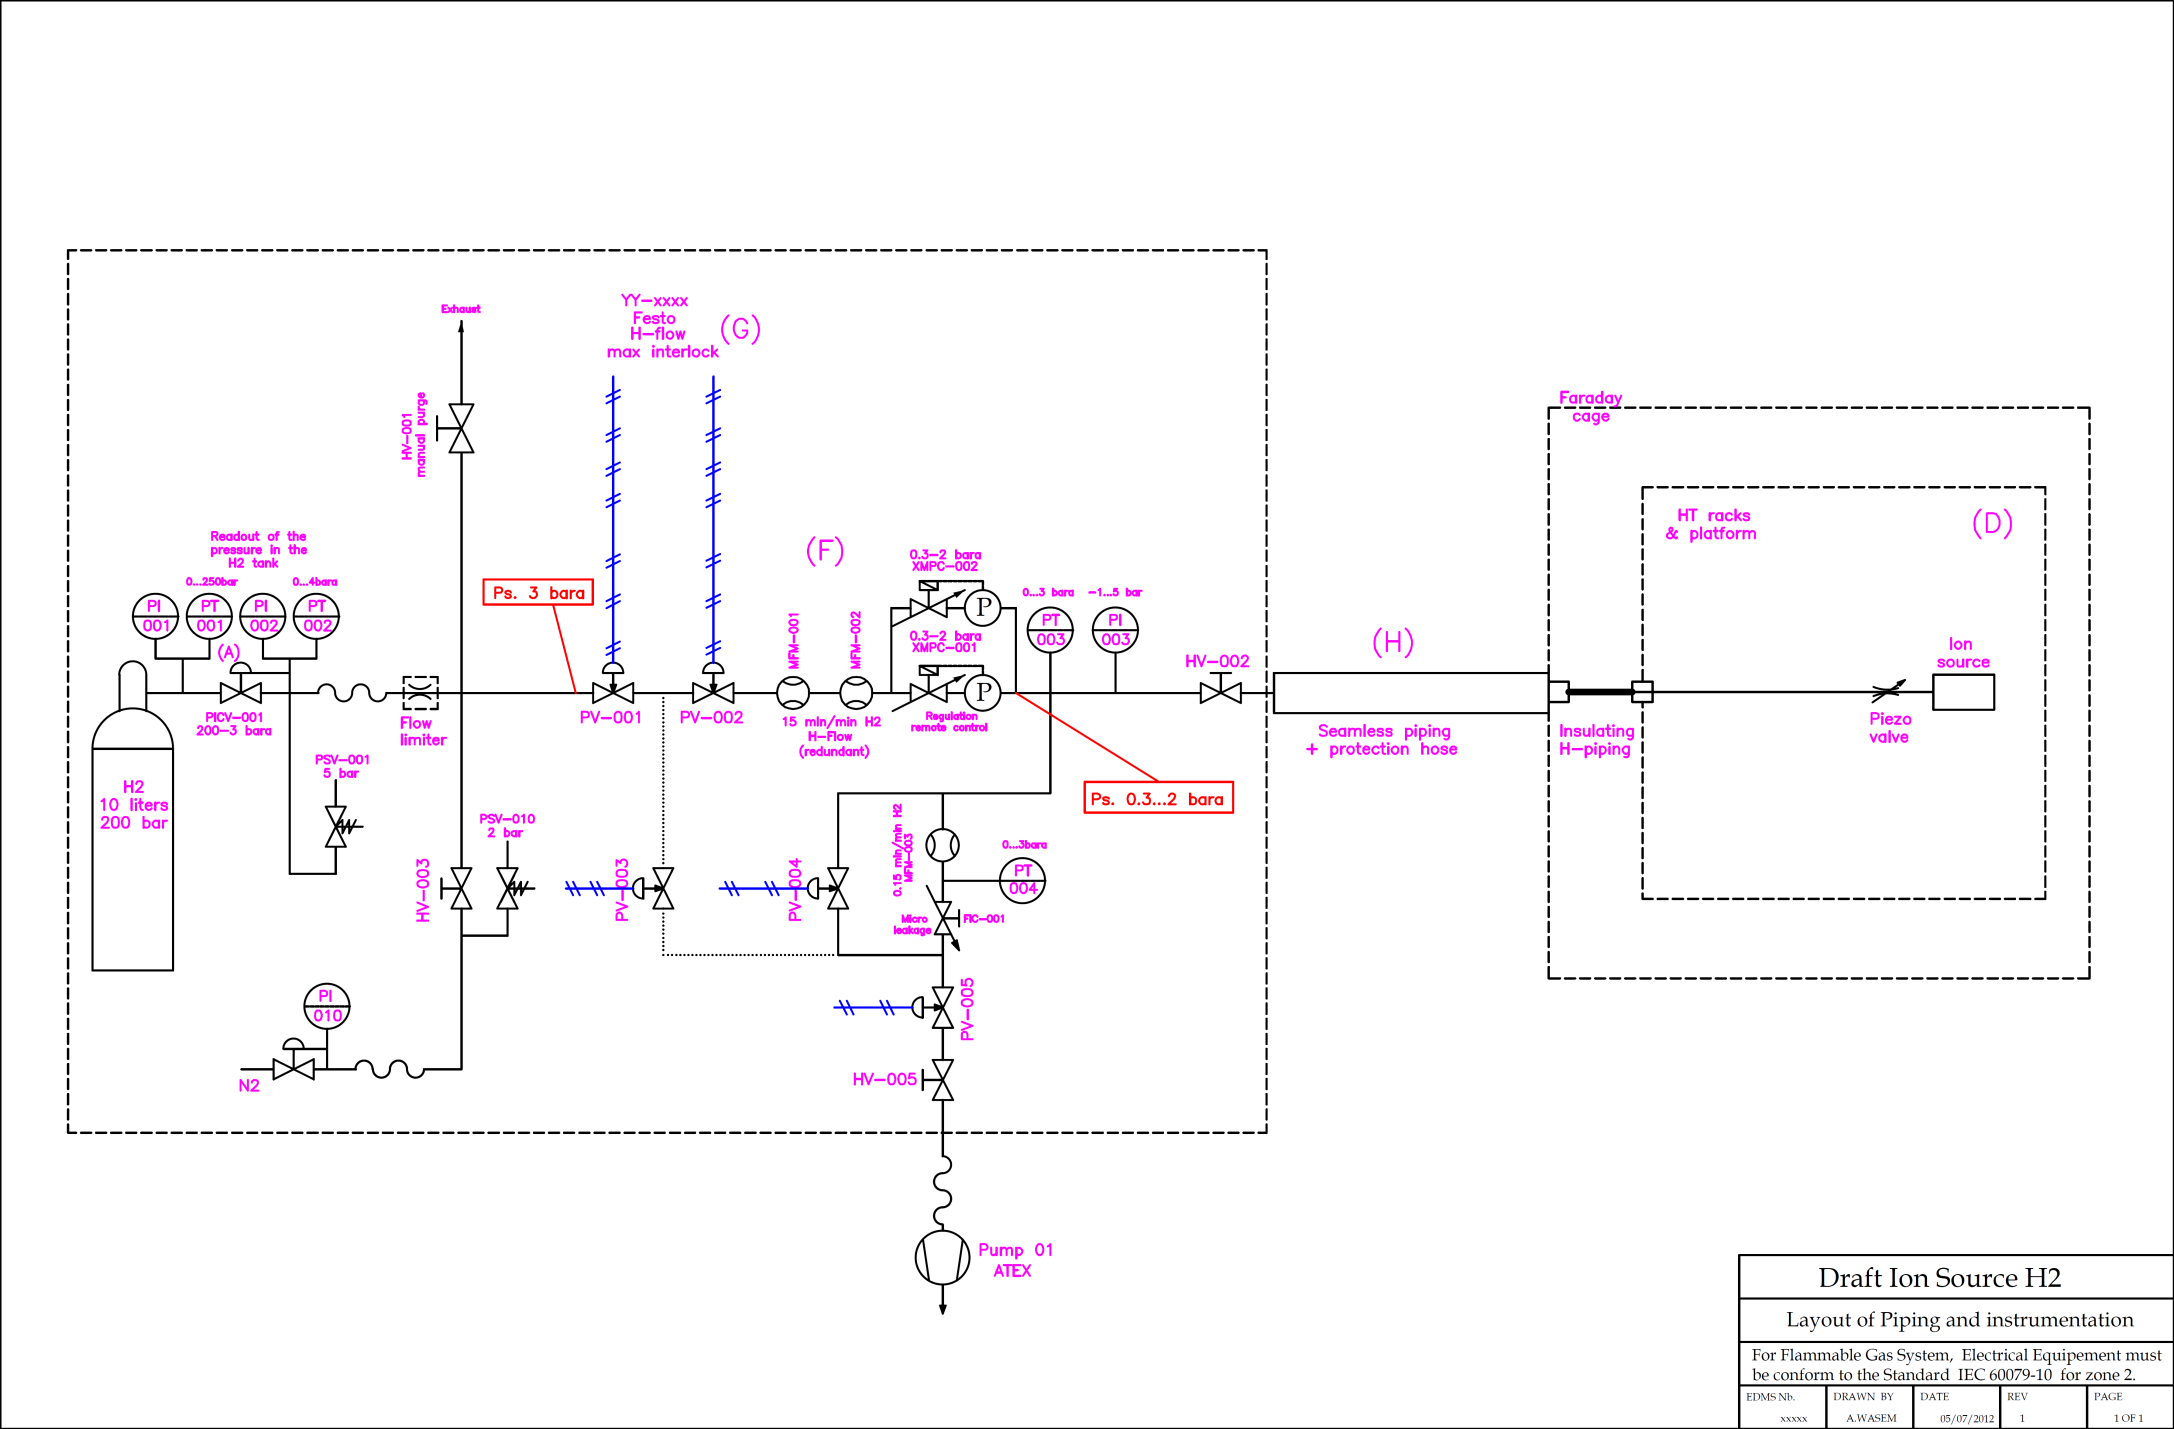 Exhaust
YY-xxxx
Festo
H-flow
max interlock
(G)
HV-001
manual purge
Faraday
cage
HT racks
& platform
(D)
Readout of the
pressure in the
H2 tank
0...250bar
0...4bara
PI
001
PT
001
PI
002
PT
002
(A)
PICV-001
200-3 bara
Flow
limiter
Ps. 3 bara
PV-001
PV-002
(F)
MFM-001
MFM-002
15 mln/min H2
H-Flow
(redundant)
0.3-2 bara
XMPC-002
P
0.3-2 bara
XMPC-001
P
Regulation
remote control
0...3 bara
PT
003
-1...5 bar
PI
003
HV-002
(H)
Seamless piping
+ protection hose
Insulating
H-piping
Piezo
valve
Ion
source
H2
10 liters
200 bar
PSV-001
5 bar
PSV-010
2 bar
HV-003
PV-003
PV-004
0.15 mln/min H2
MFM-003
0...3bara
PT
004
Micro
leakage
FIC-001
Ps. 0.3...2 bara
PV-005
HV-005
PI
010
N2
Pump 01
ATEX
Draft Ion Source H2
Layout of Piping and instrumentation
For Flammable Gas System, Electrical Equipement must
be conform to the Standard IEC 60079-10 for zone 2.
EDMS Nb. DRAWN BY DATE REV PAGE
xxxxx A.WASEM 05/07/2012 1 1 OF 1